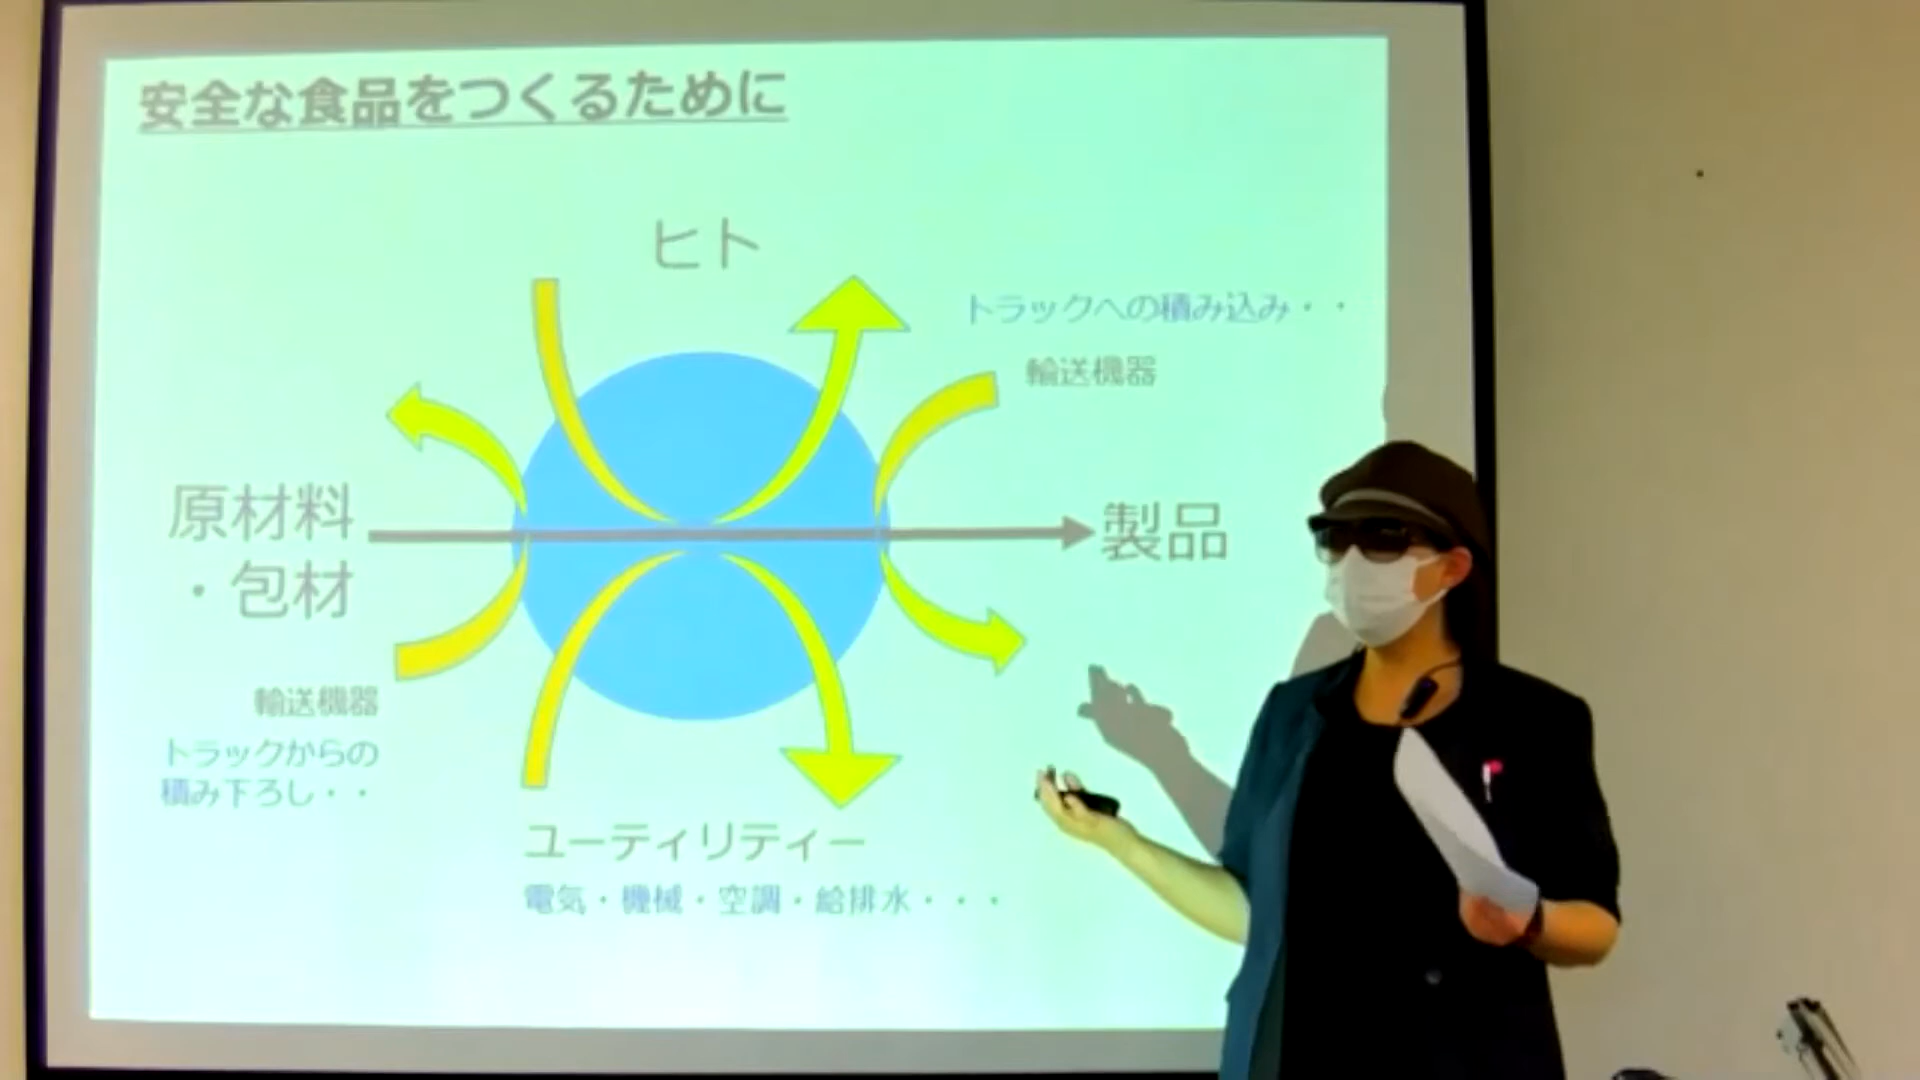 安全な食品をつくるために
ヒト
トラックへの積み込み・・
輸送機器
原材料
・包材
製品
輸送機器
トラックからの
積み下ろし・・
ユーティリティー
電気・機械・空調・給排水・・・